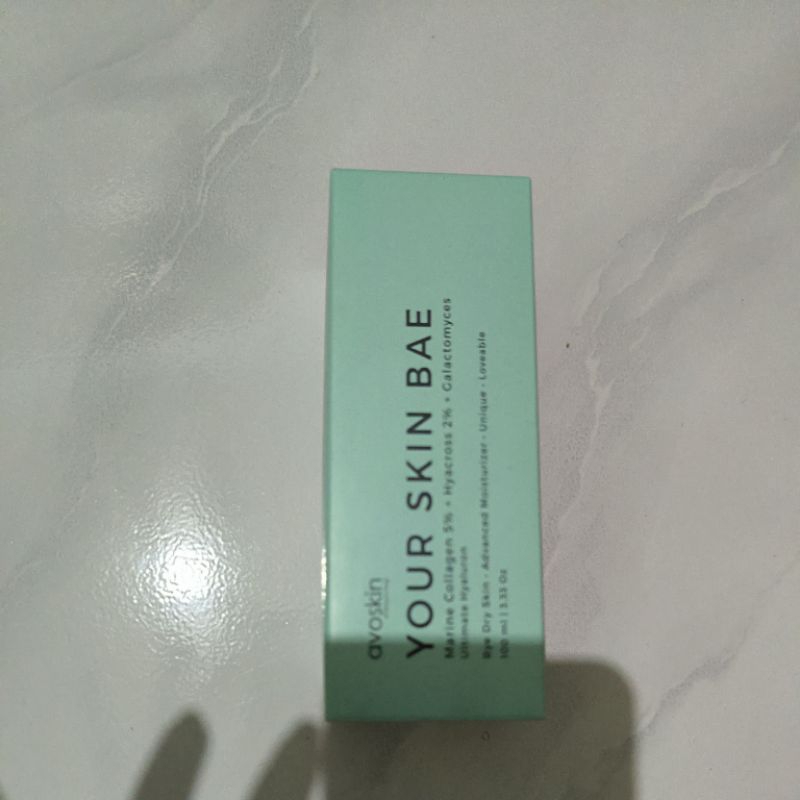 avoskin
YOUR SKIN BAE
Marine Collagen 5% + Hyacross 2% + Galactomyces
Ultimate Hyaluron
Bye Dry Skin - Advanced Moisturizer - Unique - Loveable
100 ml | 3.53 Oz